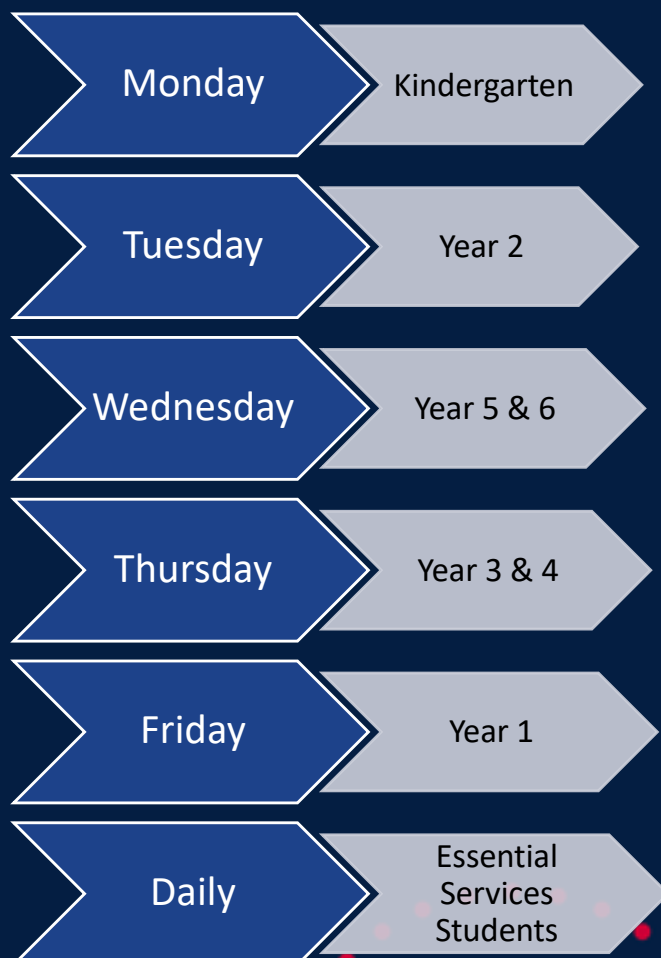 Monday
Kindergarten
Tuesday
Year 2
Wednesday
Year 5 & 6
Thursday
Year 3 & 4
Friday
Year 1
Daily
Essential
Services
Students